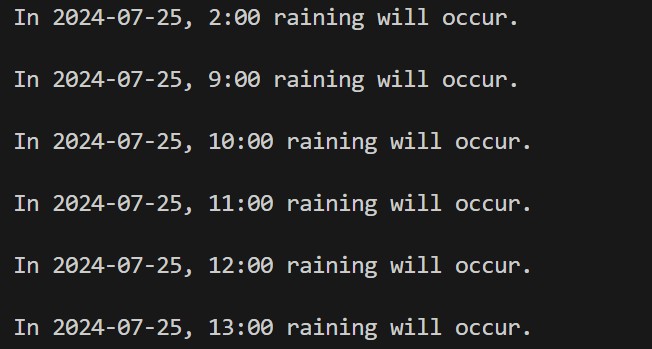 In 2024-07-25, 2:00 raining will occur.
In 2024-07-25, 9:00 raining will occur.
In 2024-07-25, 10:00 raining will occur.
In 2024-07-25, 11:00 raining will occur.
In 2024-07-25, 12:00 raining will occur.
In 2024-07-25, 13:00 raining will occur.